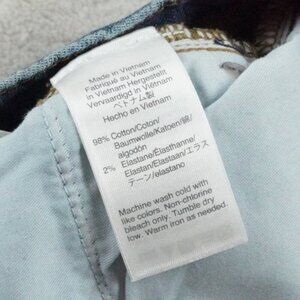 Made in Vietnam
Fabriqué au Vietnam
in Vietnam Hergestellt
Vervaardigd in Vietnam
ベトナム製
Hecho en Vietnam
98% Cotton/Coton/
Baumwolle/Katoen/綿/
algodón
2% Elastane/Élasthanne/
Elastan/Elastaan/エラス
テーン/elastano
Machine wash cold with
like colors. Non-chlorine
bleach only. Tumble dry
low. Warm iron as needed.